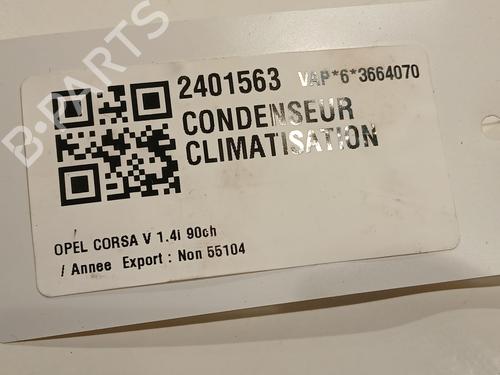 B-PARTS
2401563 VAP*6*3664070
CONDENSEUR
CLIMATISATION
OPEL CORSA V 1.4i 90ch
/ Annee Export : Non 55104